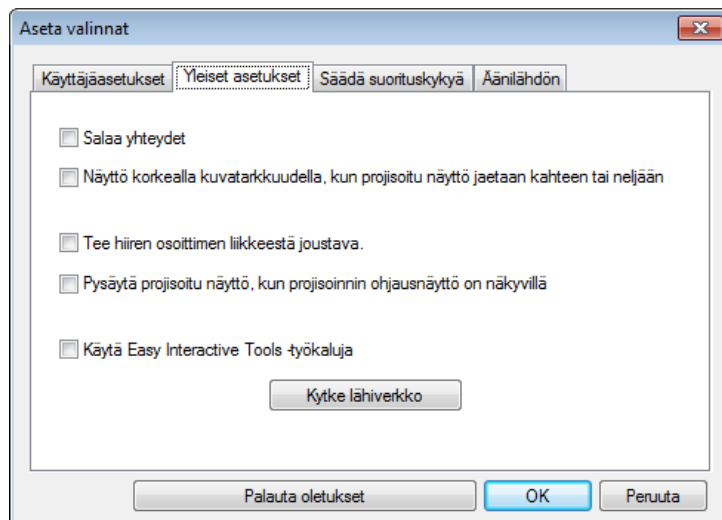 Aseta valinnat
Käyttäjäasetukset Yleiset asetukset Säädä suorituskykyä Äänilähdön
Salaa yhteydet
Näyttö korkealla kuvatarkkuudella, kun projisoitu näyttö jaetaan kahteen tai neljään
Tee hiiren osoittimen liikkeestä joustava.
Pysäytä projisoitu näyttö, kun projisoinnin ohjausnäyttö on näkyvillä
Käytä Easy Interactive Tools -työkaluja
Kytke lähiverkko
Palauta oletukset OK Peruuta